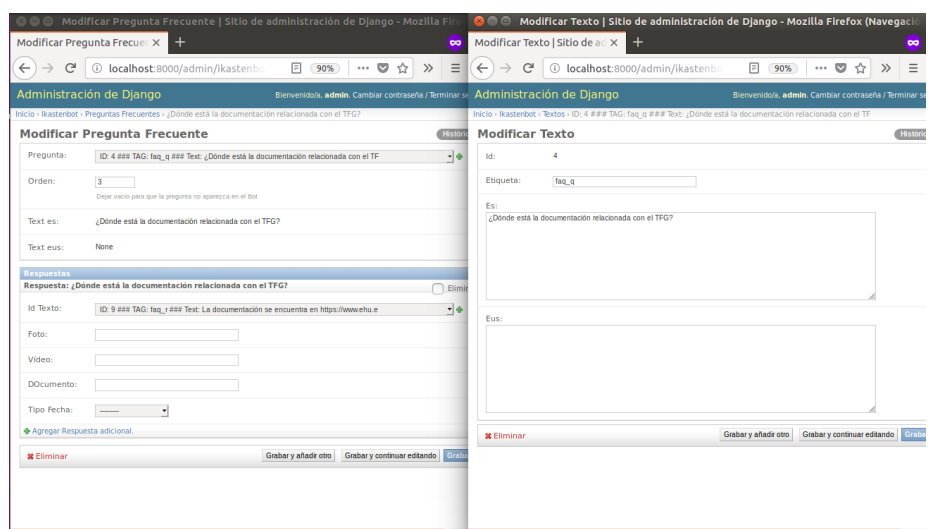 Modificar Pregunta Frecuente | Sitio de administración de Django - Mozilla Fire
Modificar Pregunta Frecue
localhost:8000/admin/ikastenbo
90%
Administración de Django
Bienvenido/a, admin. Cambiar contraseña / Terminar se
Inicio › Ikastenbot › Preguntas Frecuentes › ¿Dónde está la documentación relacionada con el TFG?
Modificar Pregunta Frecuente
Históric
Pregunta:
ID: 4 ### TAG: faq_q ### Text: ¿Dónde está la documentación relacionada con el TF
Orden:
3
Dejar vacío para que la pregunta no aparezca en el Bot
Text es:
¿Dónde está la documentación relacionada con el TFG?
Text eus:
None
Respuestas
Respuesta: ¿Dónde está la documentación relacionada con el TFG?
Elimin
Id Texto:
ID: 9 ### TAG: faq_r ### Text: La documentación se encuentra en https://www.ehu.e
Foto:
Vídeo:
DOcumento:
Tipo Fecha:
---------
Agregar Respuesta adicional.
Eliminar
Grabar y añadir otro
Grabar y continuar editando
Graba
Modificar Texto | Sitio de administración de Django - Mozilla Firefox (Navegació
Modificar Texto | Sitio de ad
localhost:8000/admin/ikastenbo
90%
Administración de Django
Bienvenido/a, admin. Cambiar contraseña / Terminar se
Inicio › Ikastenbot › Textos › ID: 4 ### TAG: faq_q ### Text: ¿Dónde está la documentación relacionada con el TF
Modificar Texto
Históric
Id:
4
Etiqueta:
faq_q
Es:
¿Dónde está la documentación relacionada con el TFG?
Eus:
Eliminar
Grabar y añadir otro
Grabar y continuar editando
Graba